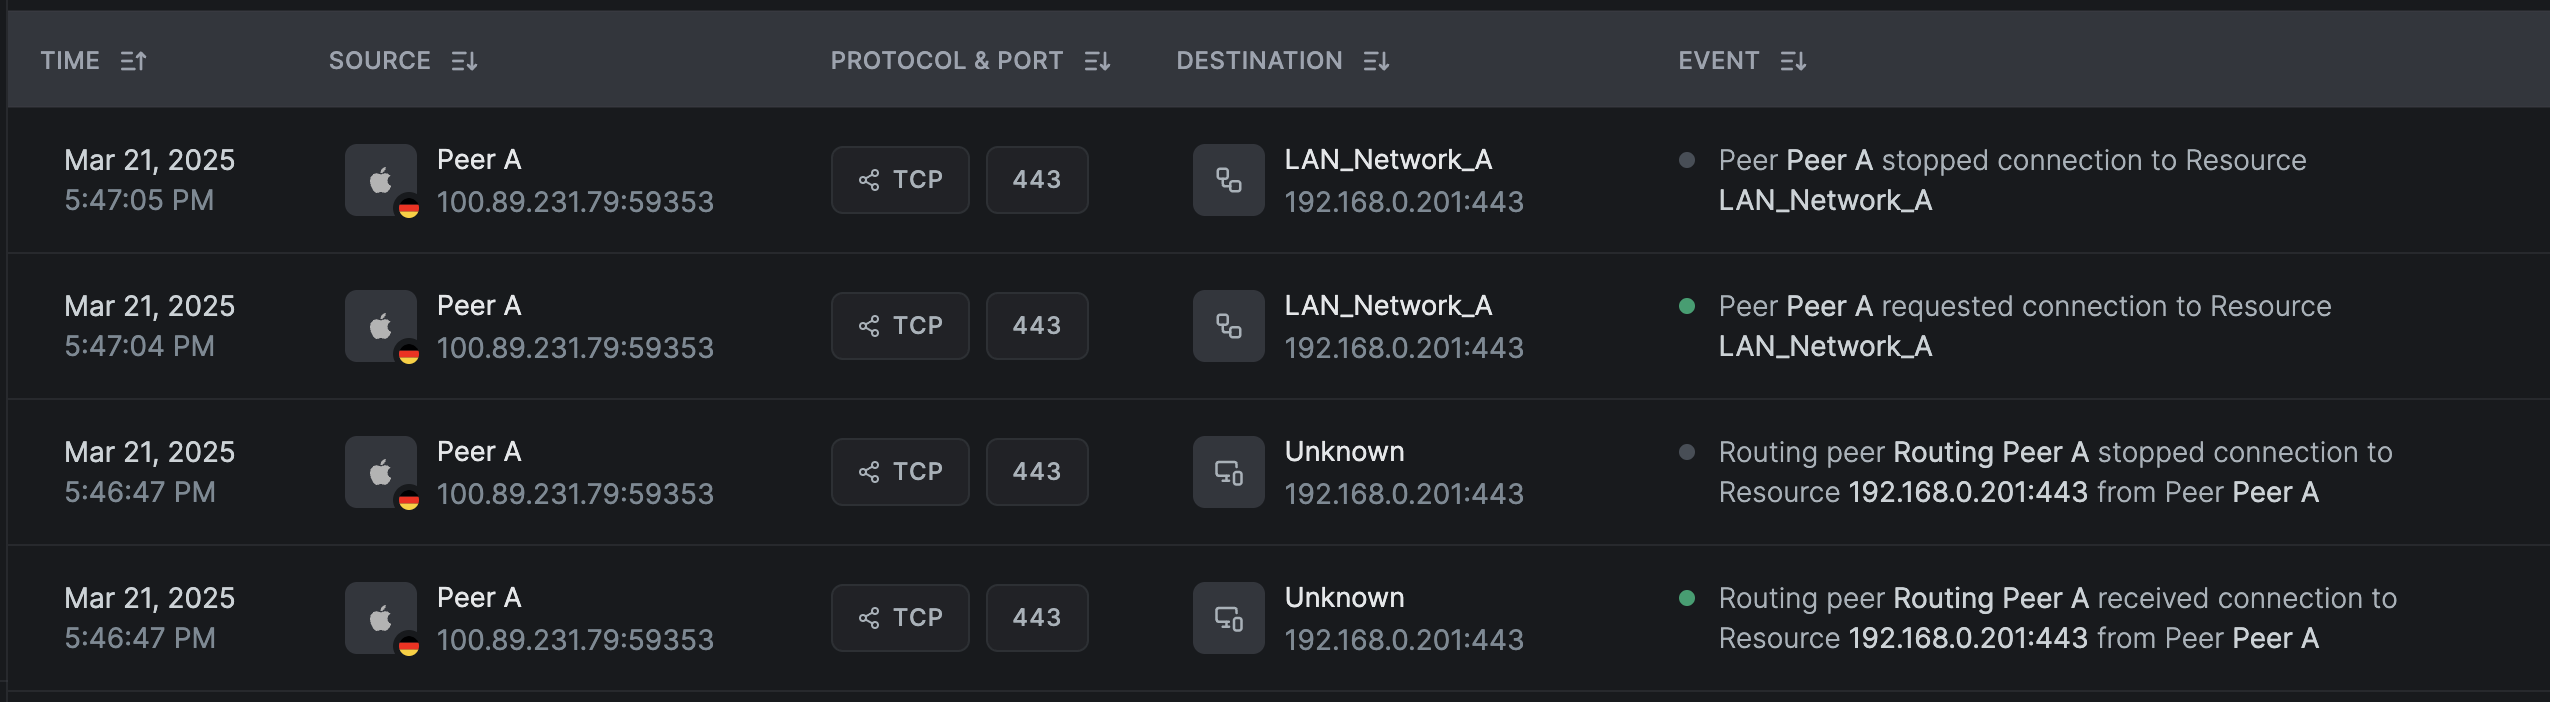 TIME SOURCE PROTOCOL & PORT DESTINATION EVENT
Mar 21, 2025 Peer A TCP 443 LAN_Network_A Peer Peer A stopped connection to Resource
5:47:05 PM 100.89.231.79:59353 192.168.0.201:443 LAN_Network_A
Mar 21, 2025 Peer A TCP 443 LAN_Network_A Peer Peer A requested connection to Resource
5:47:04 PM 100.89.231.79:59353 192.168.0.201:443 LAN_Network_A
Mar 21, 2025 Peer A TCP 443 Unknown Routing peer Routing Peer A stopped connection to
5:46:47 PM 100.89.231.79:59353 192.168.0.201:443 Resource 192.168.0.201:443 from Peer Peer A
Mar 21, 2025 Peer A TCP 443 Unknown Routing peer Routing Peer A received connection to
5:46:47 PM 100.89.231.79:59353 192.168.0.201:443 Resource 192.168.0.201:443 from Peer Peer A